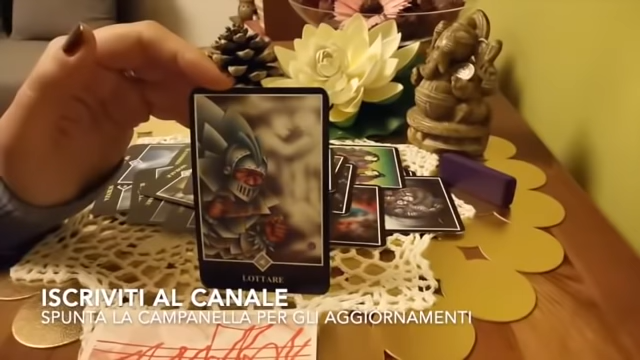 LOTTARE
ISCRIVITI AL CANALE
SPUNTA LA CAMPANELLA PER GLI AGGIORNAMENTI